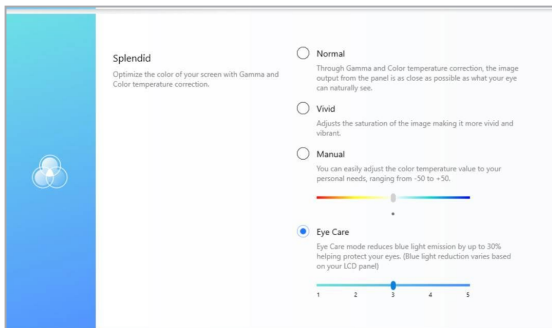 Splendid
Optimize the color of your screen with Gamma and
Color temperature correction.
Normal
Through Gamma and Color temperature correction, the image
output from the panel is as close as possible as what your eye
can naturally see.
Vivid
Adjusts the saturation of the image making it more vivid and
vibrant.
Manual
You can easily adjust the color temperature value to your
personal needs, ranging from -50 to +50.
Eye Care
Eye Care mode reduces blue light emission by up to 30%
helping protect your eyes. (Blue light reduction varies based
on your LCD panel)
1 2 3 4 5